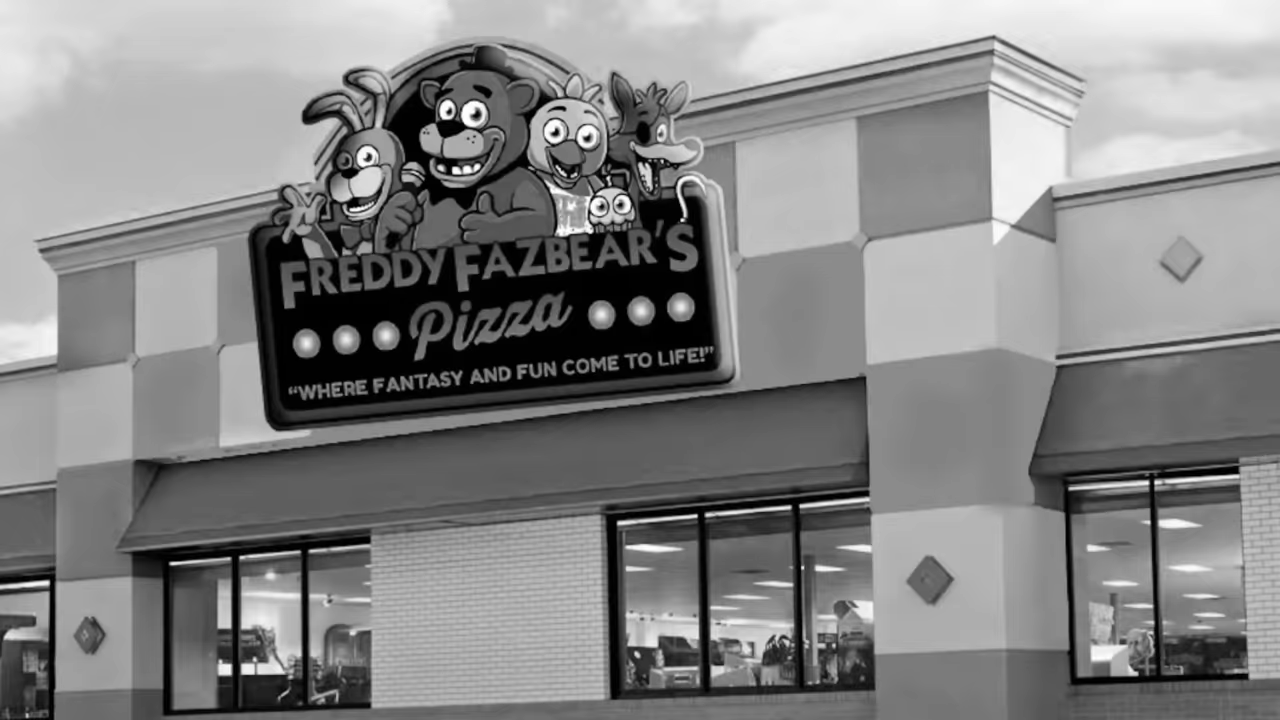 FREDDY FAZBEAR'S
Pizza
“WHERE FANTASY AND FUN COME TO LIFE!”